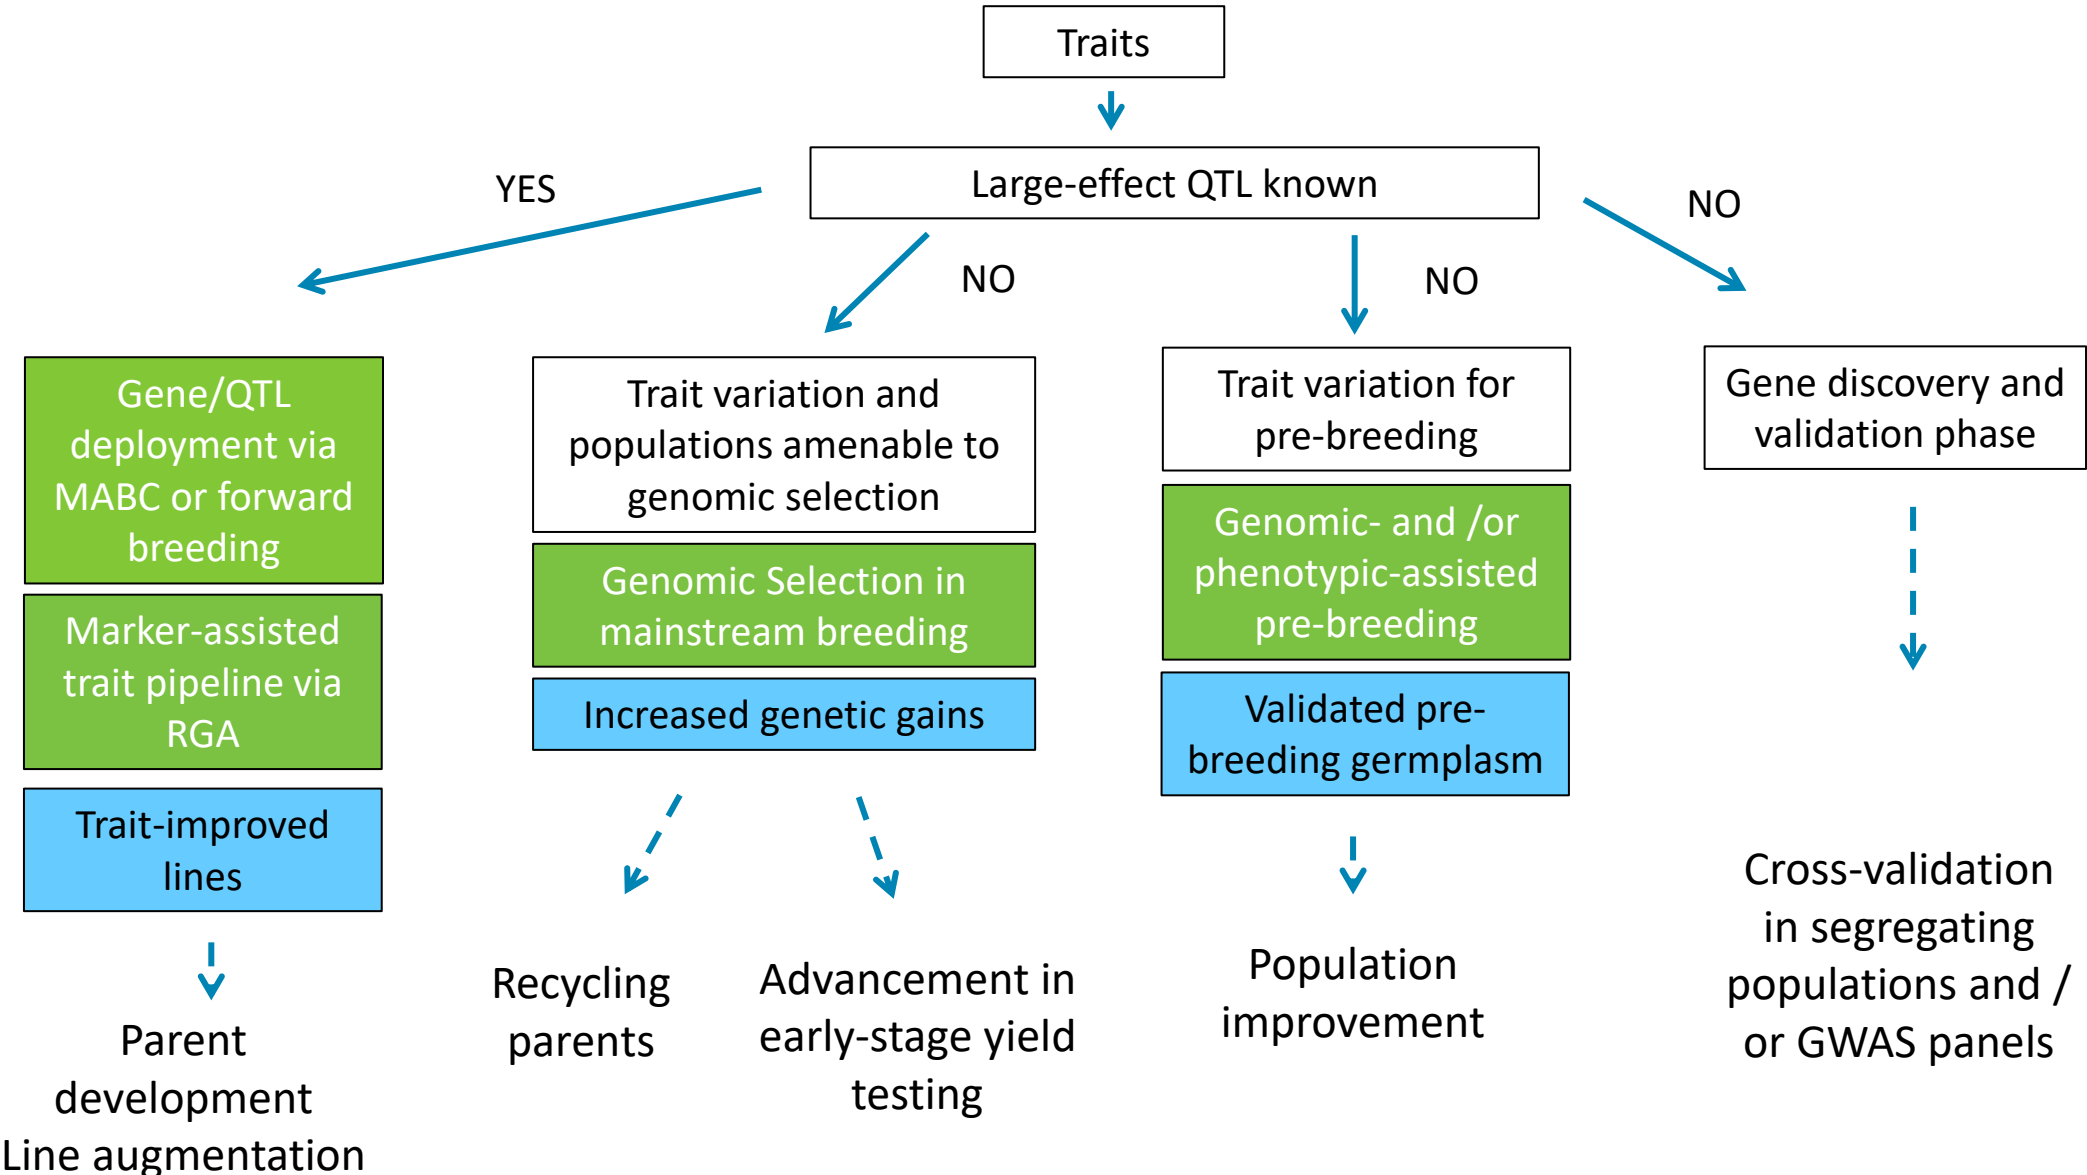 Traits
Large-effect QTL known
YES
NO
NO
NO
Gene/QTL
deployment via
MABC or forward
breeding
Marker-assisted
trait pipeline via
RGA
Trait-improved
lines
Parent
development
Line augmentation
Trait variation and
populations amenable to
genomic selection
Genomic Selection in
mainstream breeding
Increased genetic gains
Recycling
parents
Advancement in
early-stage yield
testing
Trait variation for
pre-breeding
Genomic- and /or
phenotypic-assisted
pre-breeding
Validated pre-
breeding germplasm
Population
improvement
Gene discovery and
validation phase
Cross-validation
in segregating
populations and /
or GWAS panels